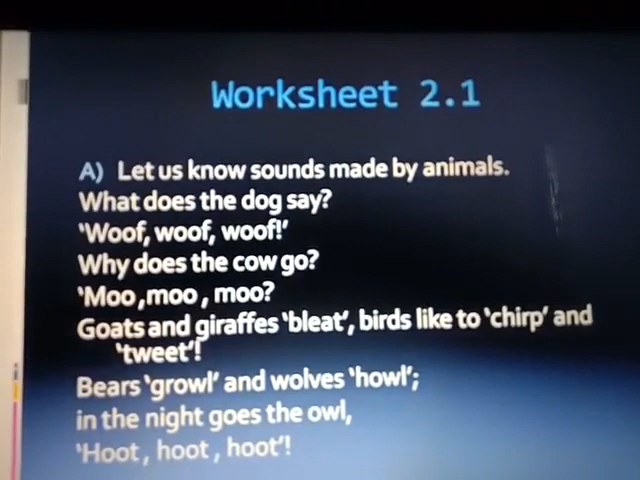 Worksheet 2.1
A) Let us know sounds made by animals.
What does the dog say?
‘Woof, woof, woof!’
Why does the cow go?
‘Moo ,moo , moo?
Goats and giraffes ‘bleat’, birds like to ‘chirp’ and
‘tweet’!
Bears ‘growl’ and wolves ‘howl’;
in the night goes the owl,
‘Hoot , hoot , hoot’!